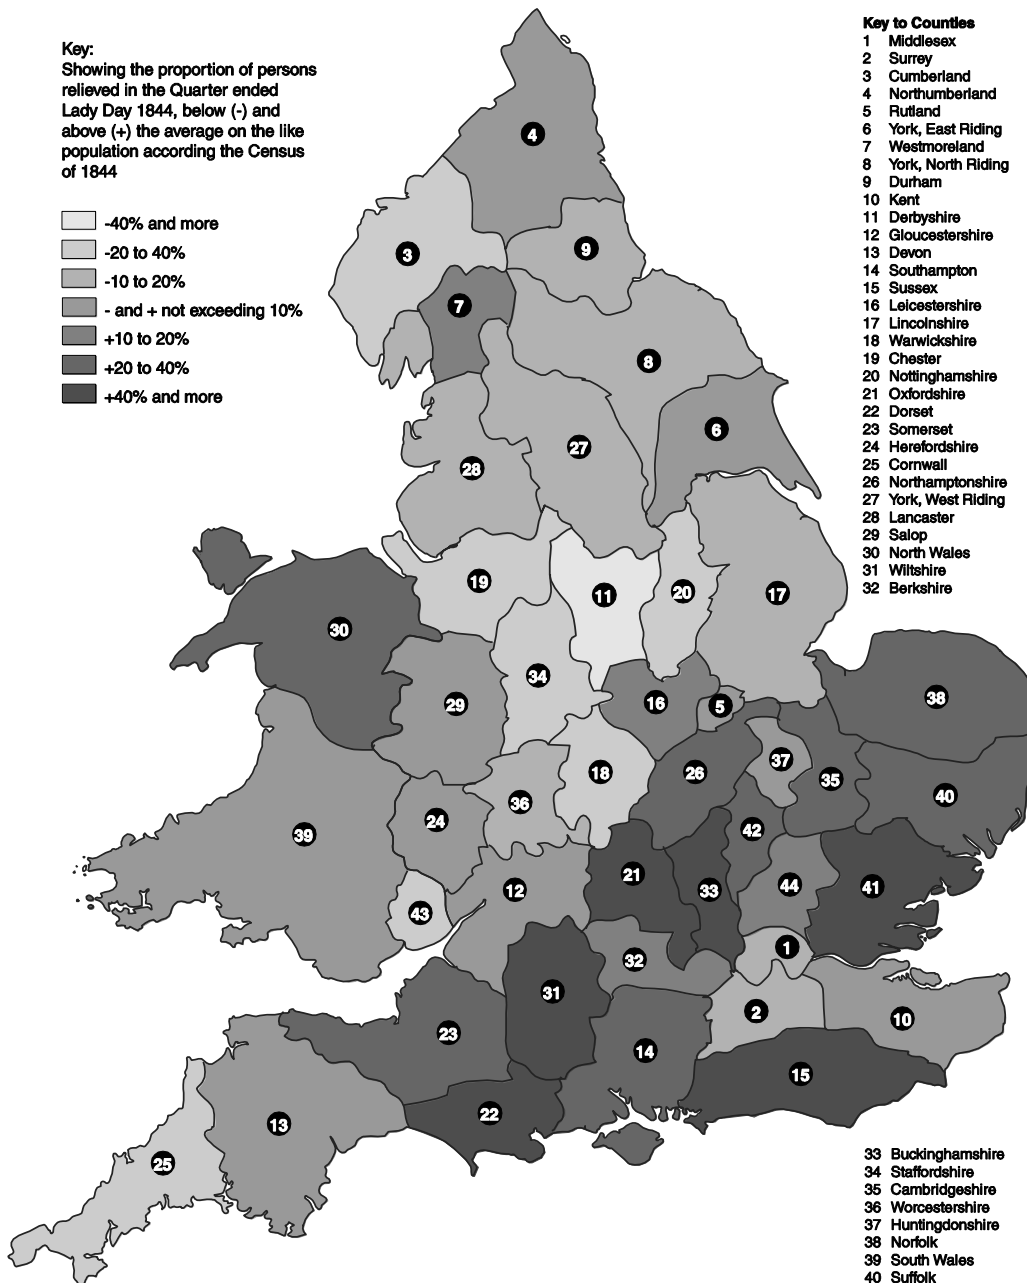 Key:
Showing the proportion of persons
relieved in the Quarter ended
Lady Day 1844, below (-) and
above (+) the average on the like
population according the Census
of 1844
-40% and more
-20 to 40%
-10 to 20%
- and + not exceeding 10%
+10 to 20%
+20 to 40%
+40% and more
Key to Counties
1 Middlesex
2 Surrey
3 Cumberland
4 Northumberland
5 Rutland
6 York, East Riding
7 Westmoreland
8 York, North Riding
9 Durham
10 Kent
11 Derbyshire
12 Gloucestershire
13 Devon
14 Southampton
15 Sussex
16 Leicestershire
17 Lincolnshire
18 Warwickshire
19 Chester
20 Nottinghamshire
21 Oxfordshire
22 Dorset
23 Somerset
24 Herefordshire
25 Cornwall
26 Northamptonshire
27 York, West Riding
28 Lancaster
29 Salop
30 North Wales
31 Wiltshire
32 Berkshire
4
9
3
7
8
6
27
28
19
11
20
17
30
34
29
16
5
38
18
26
37
35
40
36
24
39
42
21
33
44
41
12
43
1
32
31
2
10
23
14
15
22
13
25
33 Buckinghamshire
34 Staffordshire
35 Cambridgeshire
36 Worcestershire
37 Huntingdonshire
38 Norfolk
39 South Wales
40 Suffolk